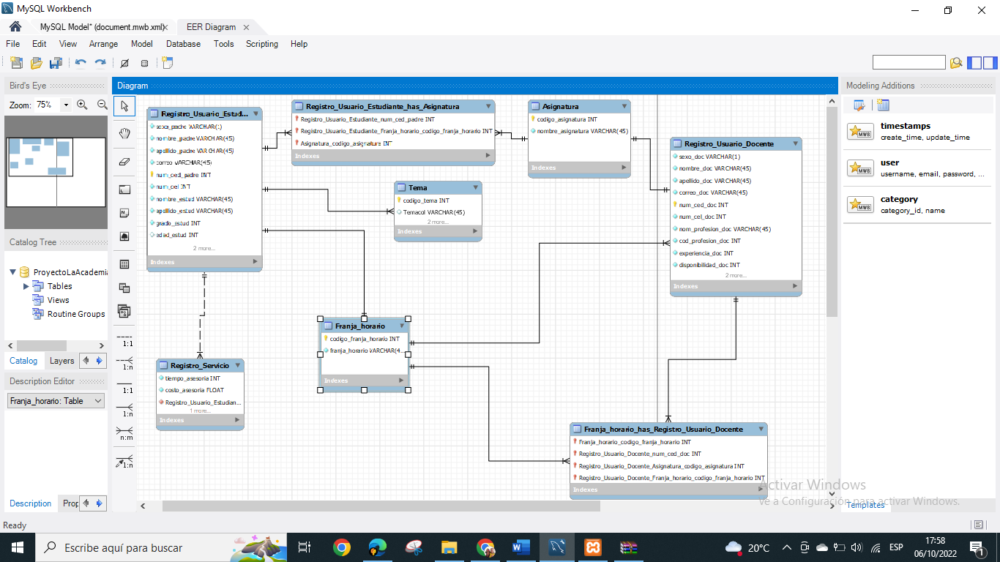 MySQL Workbench
MySQL Model* (document.mwb.xml)
EER Diagram
File Edit View Arrange Model Database Tools Scripting Help
Bird's Eye
Zoom: 75%
Catalog Tree
ProyectoLaAcademi
Tables
Views
Routine Groups
Catalog Layers
Description Editor
Franja_horario: Table
Description Prop
1:1
1:n
1:1
1:n
n:m
1:n
Diagram
Registro_Usuario_Estud...
sexo_padre VARCHAR(1)
nombre_padre VARCHAR(45)
apellido_padre VARCHAR(45)
correo VARCHAR(45)
num_ced_padre INT
num_cel INT
nombre_estud VARCHAR(45)
apellido_estud VARCHAR(45)
grado_estud INT
edad_estud INT
2 more...
Indexes
Registro_Usuario_Estudiante_has_Asignatura
Registro_Usuario_Estudiante_num_ced_padre INT
Registro_Usuario_Estudiante_Franja_horario_codigo_franja_horario INT
Asignatura_codigo_asignatura INT
Indexes
Asignatura
codigo_asignatura INT
nombre_asignatura VARCHAR(45)
Indexes
Registro_Usuario_Docente
sexo_doc VARCHAR(1)
nombre_doc VARCHAR(45)
apellido_doc VARCHAR(45)
correo_doc VARCHAR(45)
num_ced_doc INT
num_cel_doc INT
nom_profesion_doc VARCHAR(45)
cod_profesion_doc INT
experiencia_doc INT
disponibilidad_doc INT
2 more...
Indexes
Tema
codigo_tema INT
Temacol VARCHAR(45)
2 more...
Indexes
Franja_horario
codigo_franja_horario INT
franja_horario VARCHAR(4...
Indexes
Registro_Servicio
tiempo_asesoria INT
costo_asesoria FLOAT
Registro_Usuario_Estudian...
1 more...
Indexes
Franja_horario_has_Registro_Usuario_Docente
Franja_horario_codigo_franja_horario INT
Registro_Usuario_Docente_num_ced_doc INT
Registro_Usuario_Docente_Asignatura_codigo_asignatura INT
Registro_Usuario_Docente_Franja_horario_codigo_franja_horario INT
Indexes
Modeling Additions
MWB
timestamps
create_time, update_time
MWB
user
username, email, password, ...
MWB
category
category_id, name
Activar Windows
Ve a Configuración para activar Windows.
Templates
Ready
Escribe aquí para buscar
20°C
ESP
17:58
06/10/2022
1